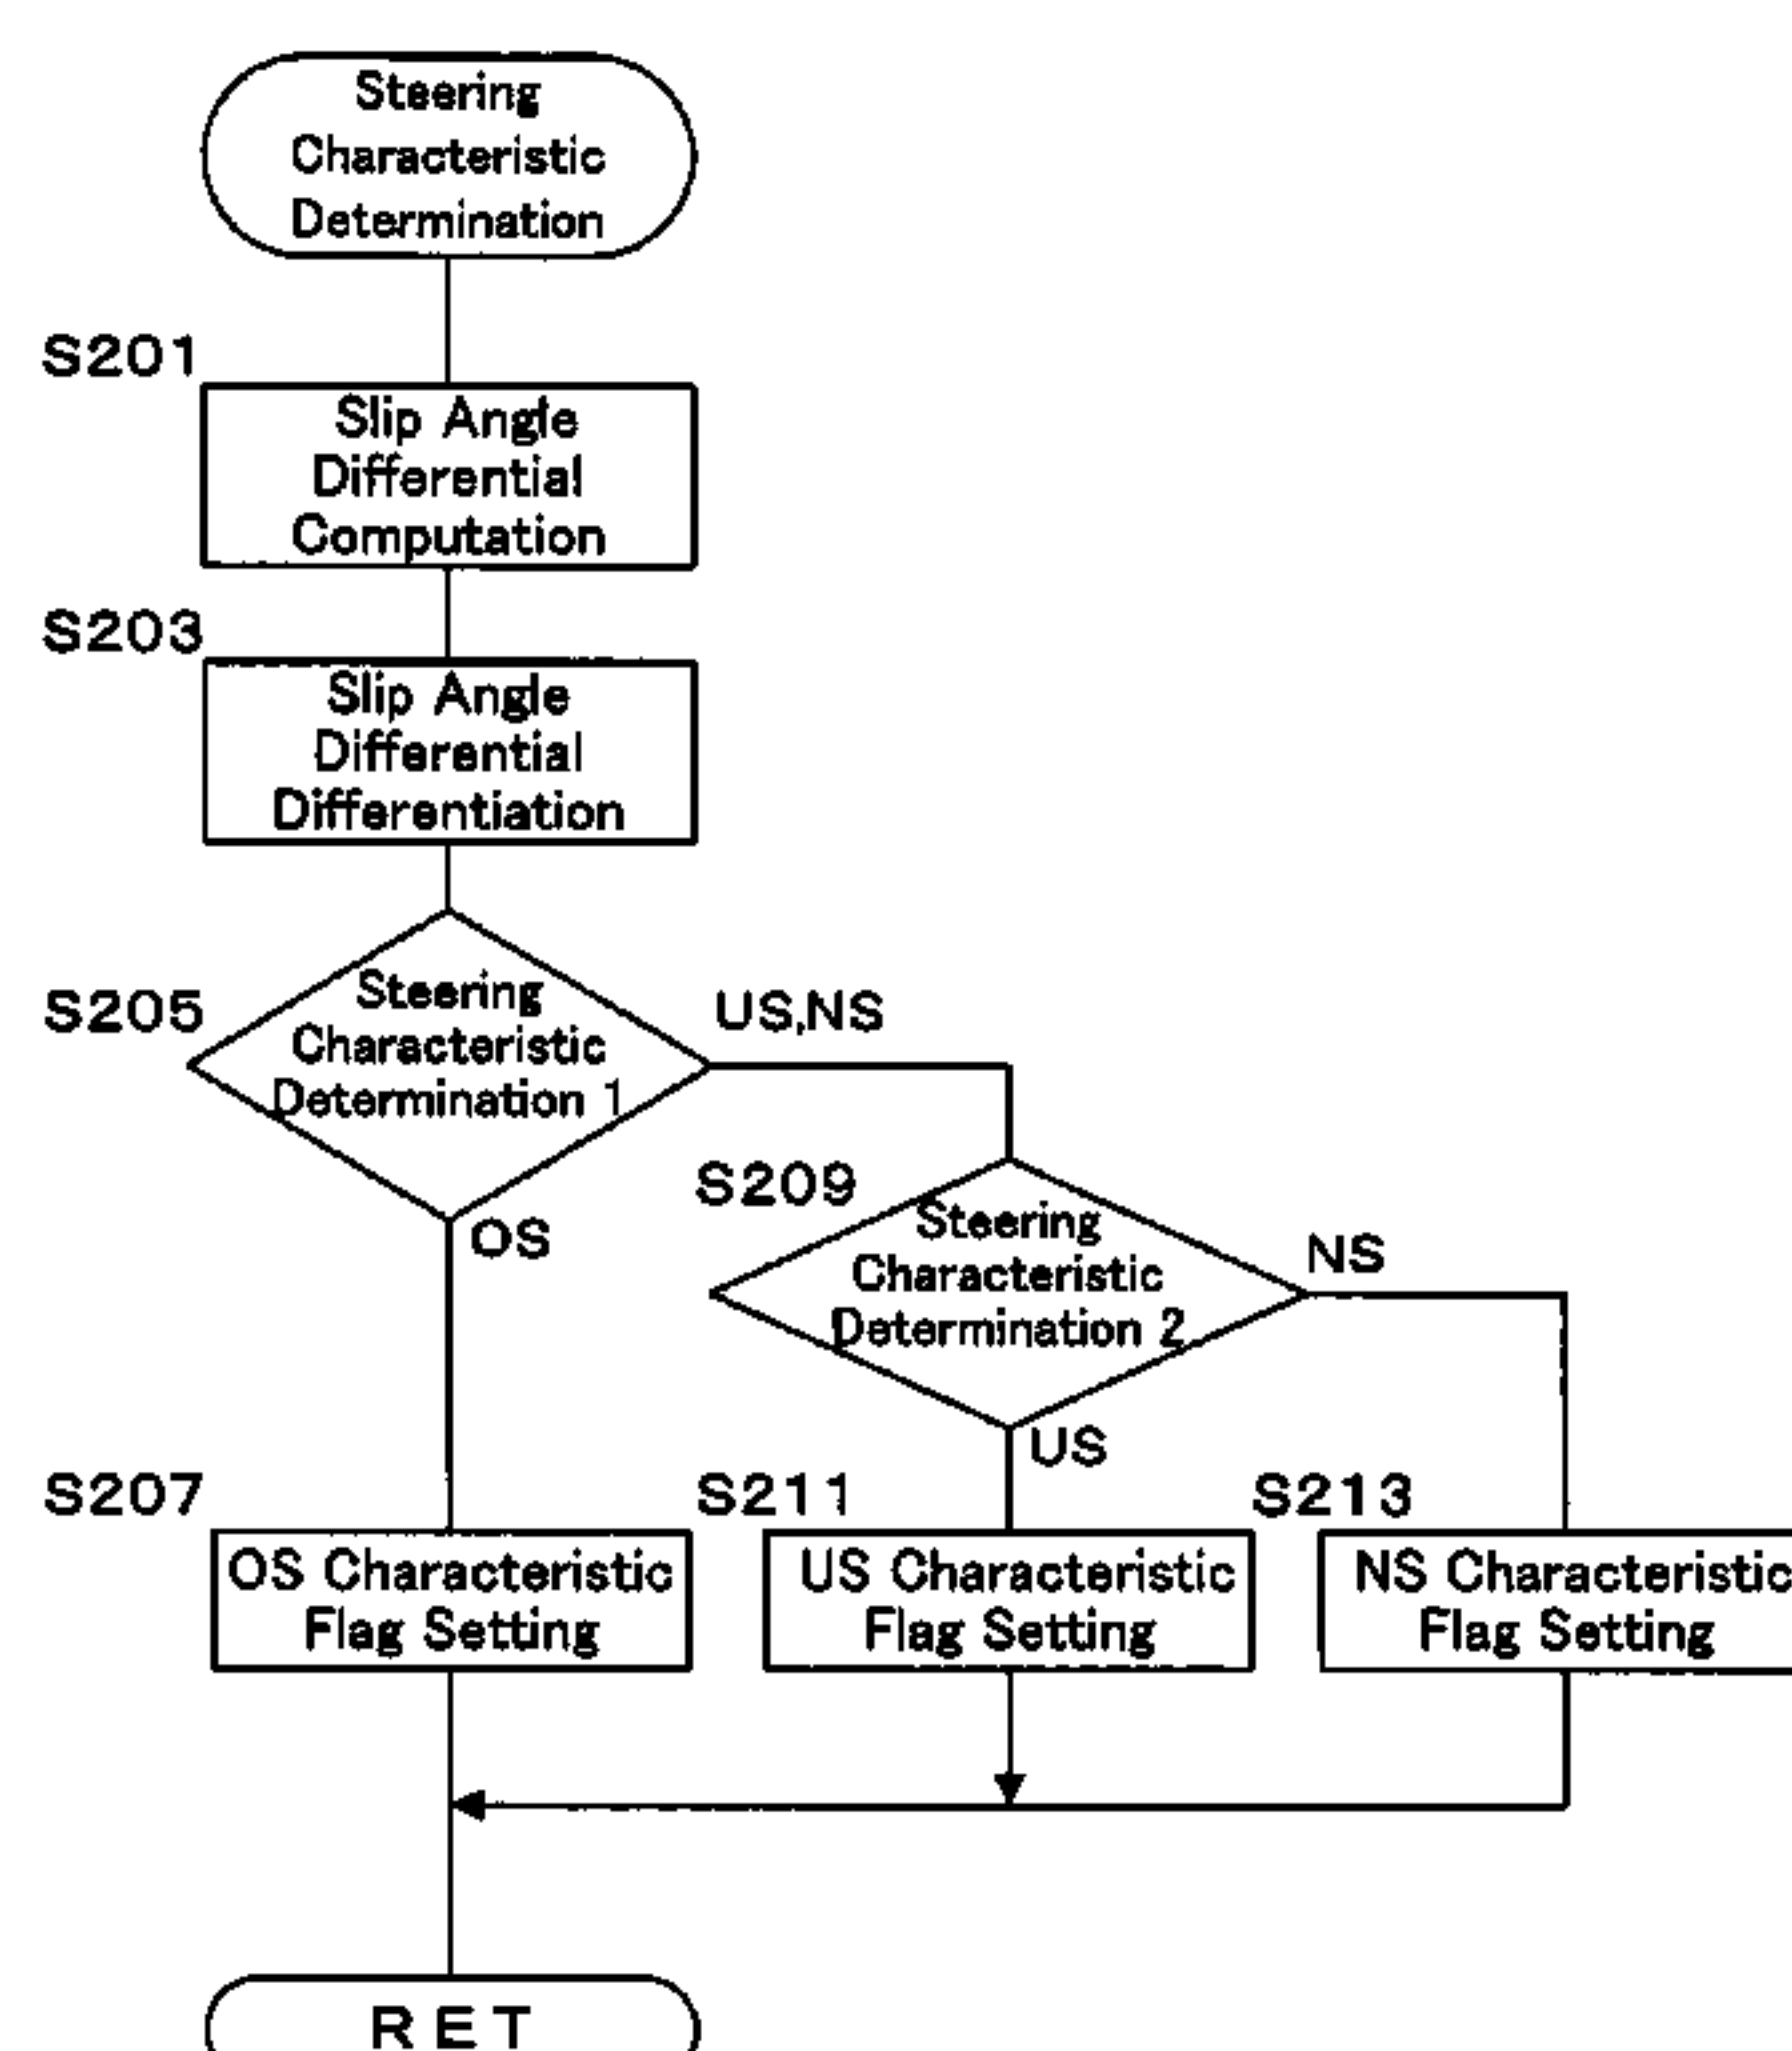 Steering
Characteristic
Determination
S201
Slip Angle
Differential
Computation
S203
Slip Angle
Differential
Differentiation
S205
Steering
Characteristic
Determination 1
US,NS
OS
S209
Steering
Characteristic
Determination 2
NS
US
S207
OS Characteristic
Flag Setting
S211
US Characteristic
Flag Setting
S213
NS Characteristic
Flag Setting
RET